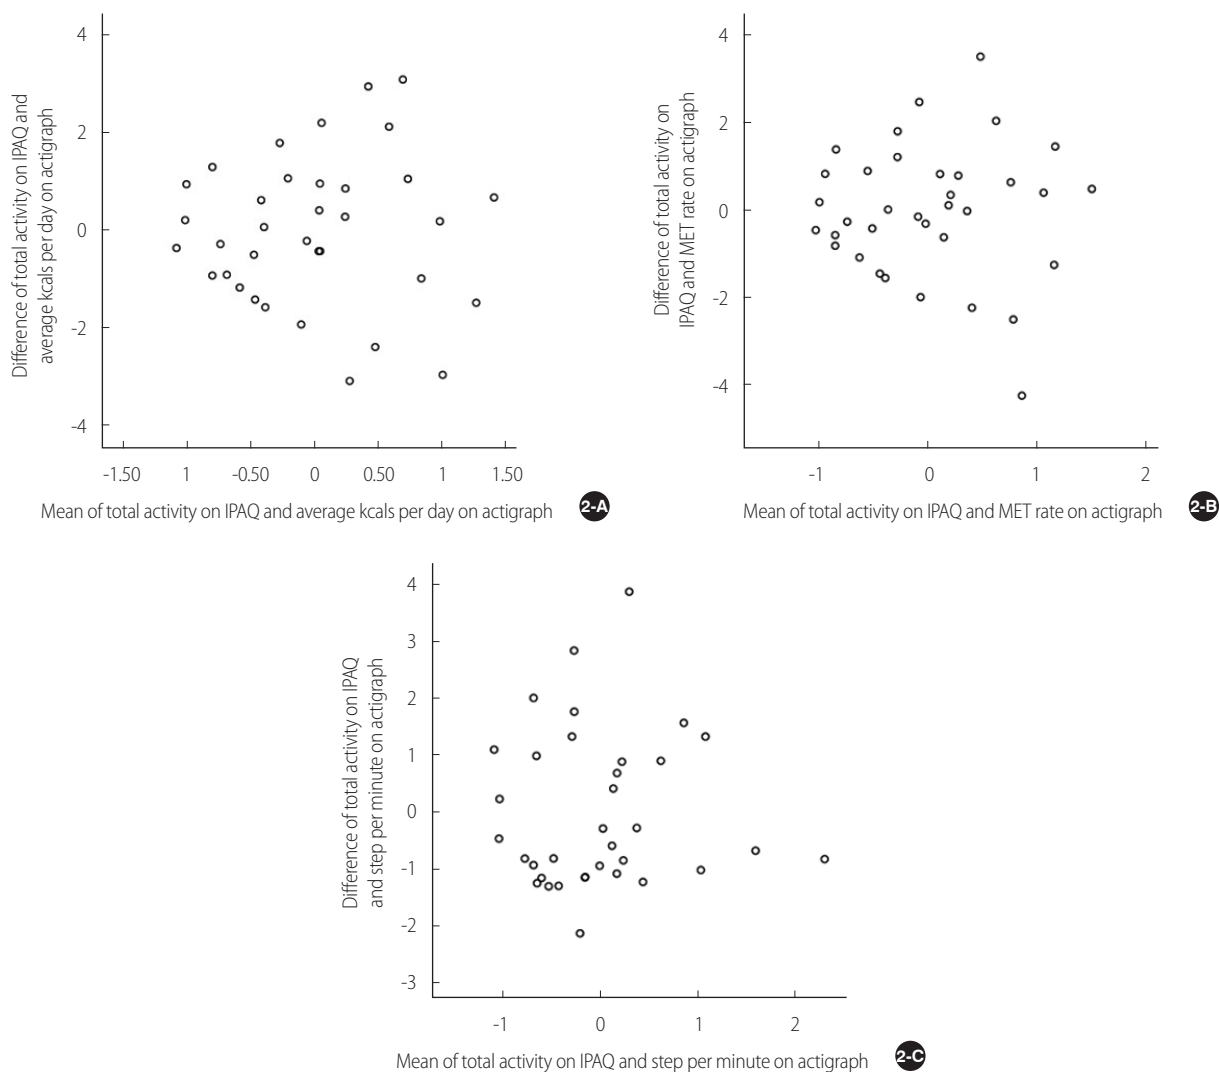 4
2
0
-2
-4
Difference of total activity on IPAQ and
average kcals per day on actigraph
-1.50 1 -0.50 0 0.50 1 1.50
Mean of total activity on IPAQ and average kcals per day on actigraph
2-A
4
2
0
-2
-4
Difference of total activity on
IPAQ and MET rate on actigraph
-1 0 1 2
Mean of total activity on IPAQ and MET rate on actigraph
2-B
4
3
2
1
0
-1
-2
-3
Difference of total activity on IPAQ
and step per minute on actigraph
-1 0 1 2
Mean of total activity on IPAQ and step per minute on actigraph
2-C